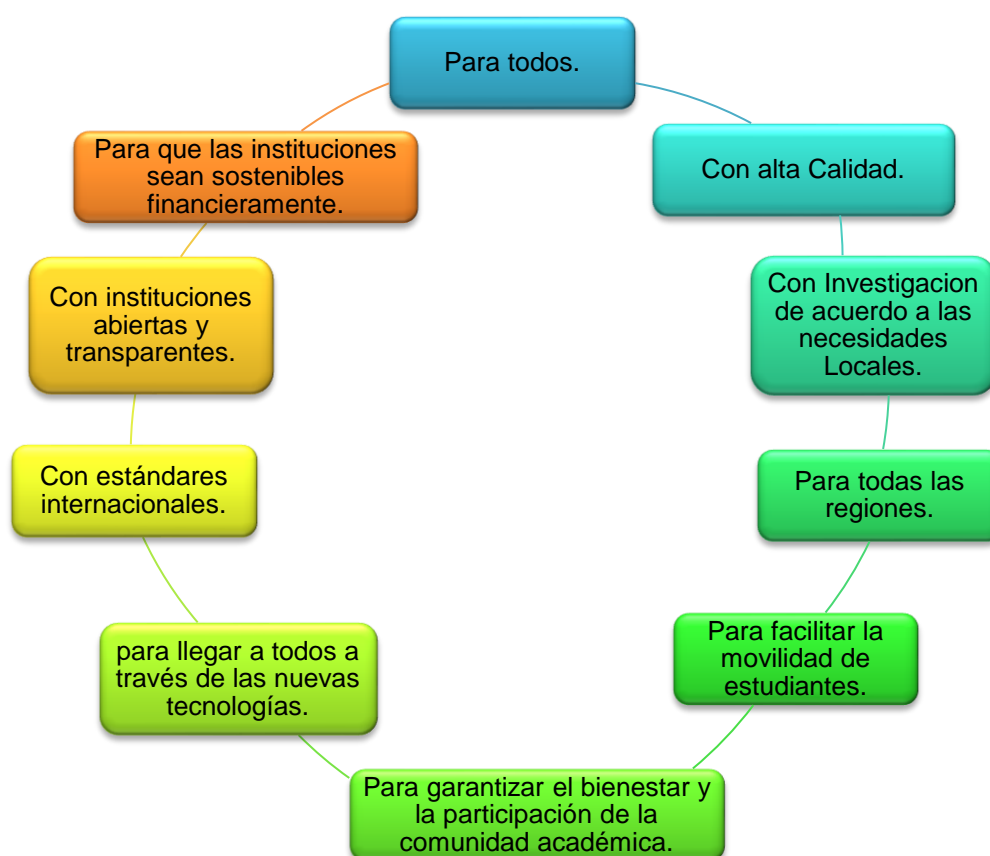 Para todos.
Con alta Calidad.
Con Investigacion
de acuerdo a las
necesidades
Locales.
Para todas las
regiones.
Para facilitar la
movilidad de
estudiantes.
Para garantizar el bienestar y
la participación de la
comunidad académica.
para llegar a todos a
través de las nuevas
tecnologías.
Con estándares
internacionales.
Con instituciones
abiertas y
transparentes.
Para que las instituciones
sean sostenibles
financieramente.